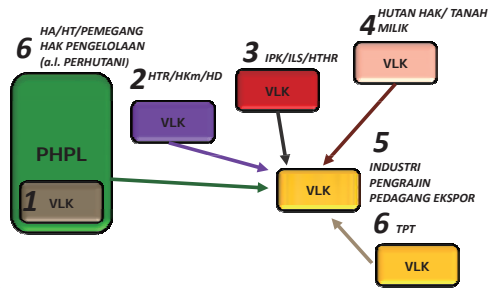 6
HA/HT/PEMEGANG
HAK PENGELOLAAN
(a.l. PERHUTANI)
PHPL
1
VLK
2
HTR/HKm/HD
VLK
3
IPK/ILS/HTHR
VLK
4
HUTAN HAK/ TANAH
MILIK
VLK
5
INDUSTRI
PENGRAJIN
PEDAGANG EKSPOR
VLK
6
TPT
VLK